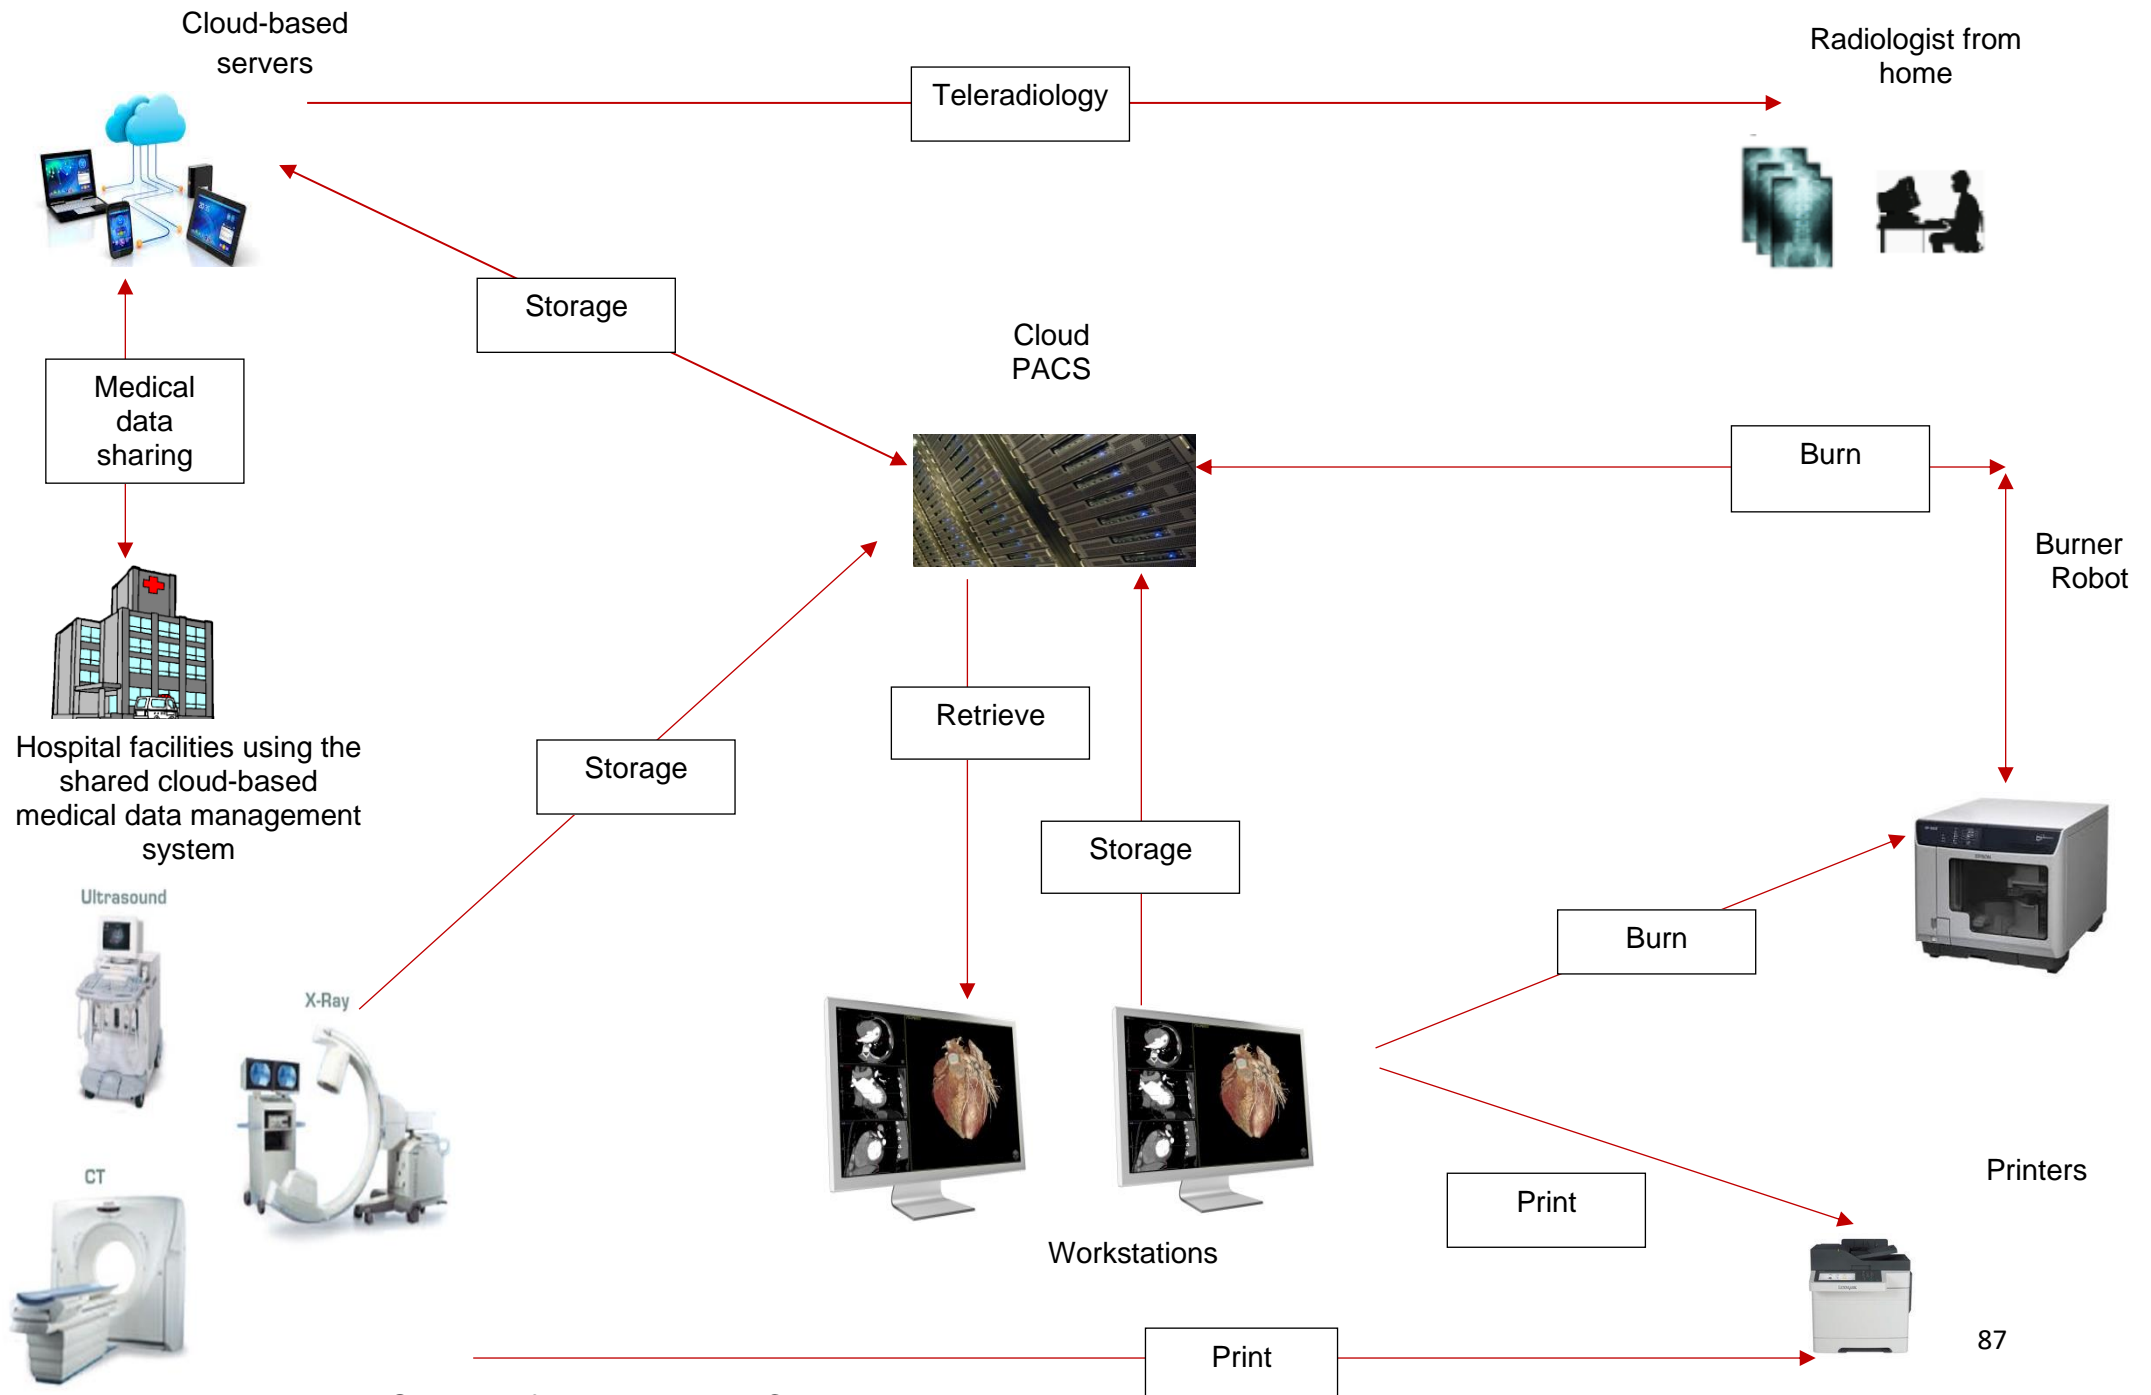 Cloud-based
servers
Radiologist from
home
Teleradiology
Storage
Cloud
PACS
Medical
data
sharing
Burn
Burner
Robot
Retrieve
Hospital facilities using the
shared cloud-based
medical data management
system
Storage
Storage
Ultrasound
Burn
X-Ray
CT
Printers
Print
Workstations
87
Print